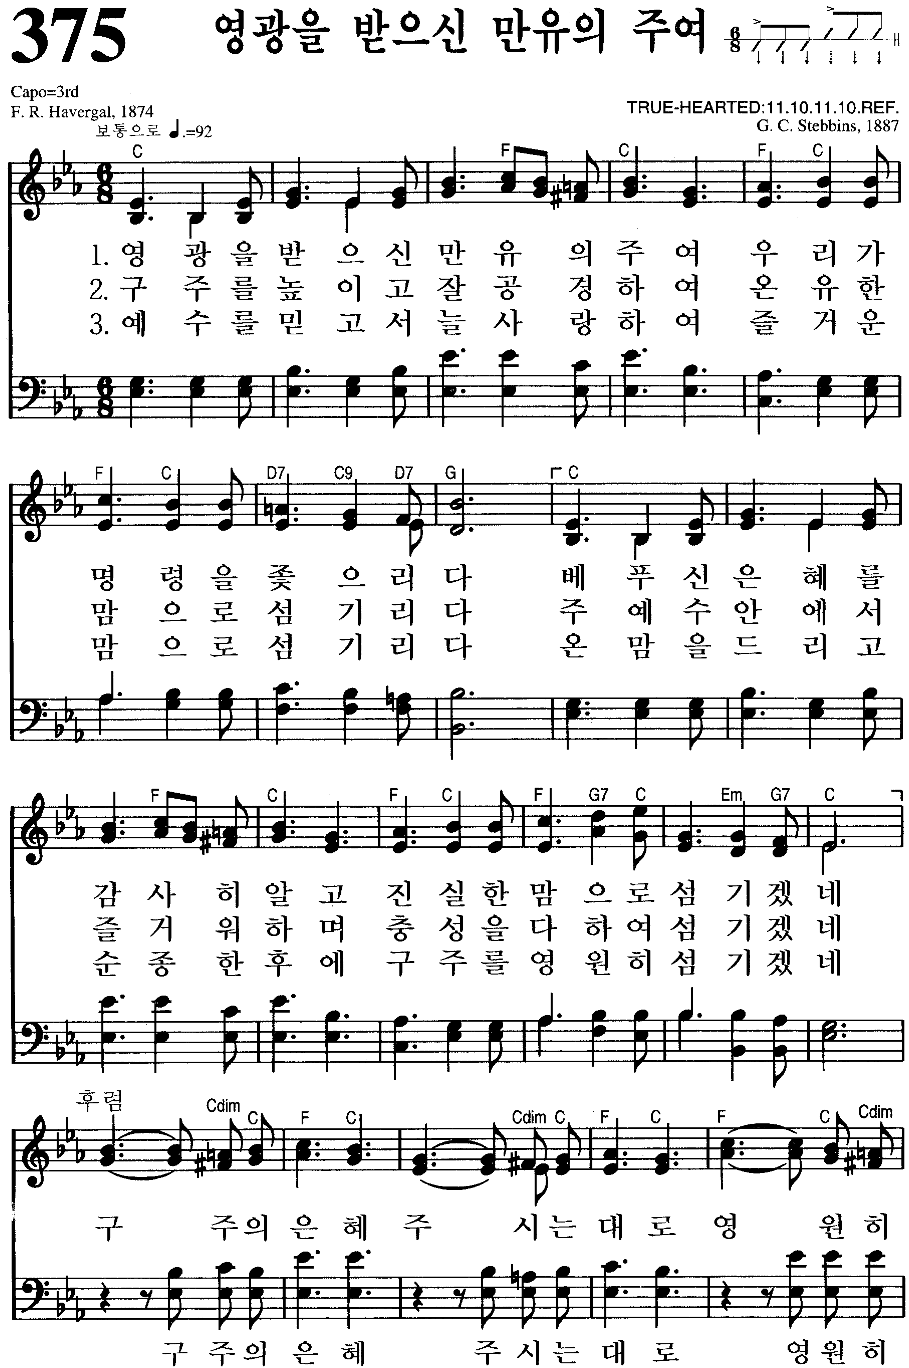 375 영광을 받으신 만유의 주여 6/8 H
Capo=3rd
F. R. Havergal, 1874
TRUE-HEARTED:11.10.11.10.REF.
보통으로 ♩.=92
G. C. Stebbins, 1887
C F C F C
1. 영 광 을 받 으 신 만 유 의 주 여 우 리 가
2. 구 주 를 높 이 고 잘 공 경 하 여 온 유 한
3. 예 수 를 믿 고 서 늘 사 랑 하 여 즐 거 운
F C D7 C9 D7 G C
명 령 을 좇 으 리 다 베 푸 신 은 혜 를
맘 으 로 섬 기 리 다 주 예 수 안 에 서
맘 으 로 섬 기 리 다 온 맘 을 드 리 고
F C F C F G7 C Em G7 C
감 사 히 알 고 진 실 한 맘 으 로 섬 기 겠 네
즐 거 워 하 며 충 성 을 다 하 여 섬 기 겠 네
순 종 한 후 에 구 주 를 영 원 히 섬 기 겠 네
후렴
Cdim C F C Cdim C F C F C Cdim
구 주의 은 혜 주 시는 대 로 영 원 히
구 주의 은 혜 주 시는 대 로 영원 히